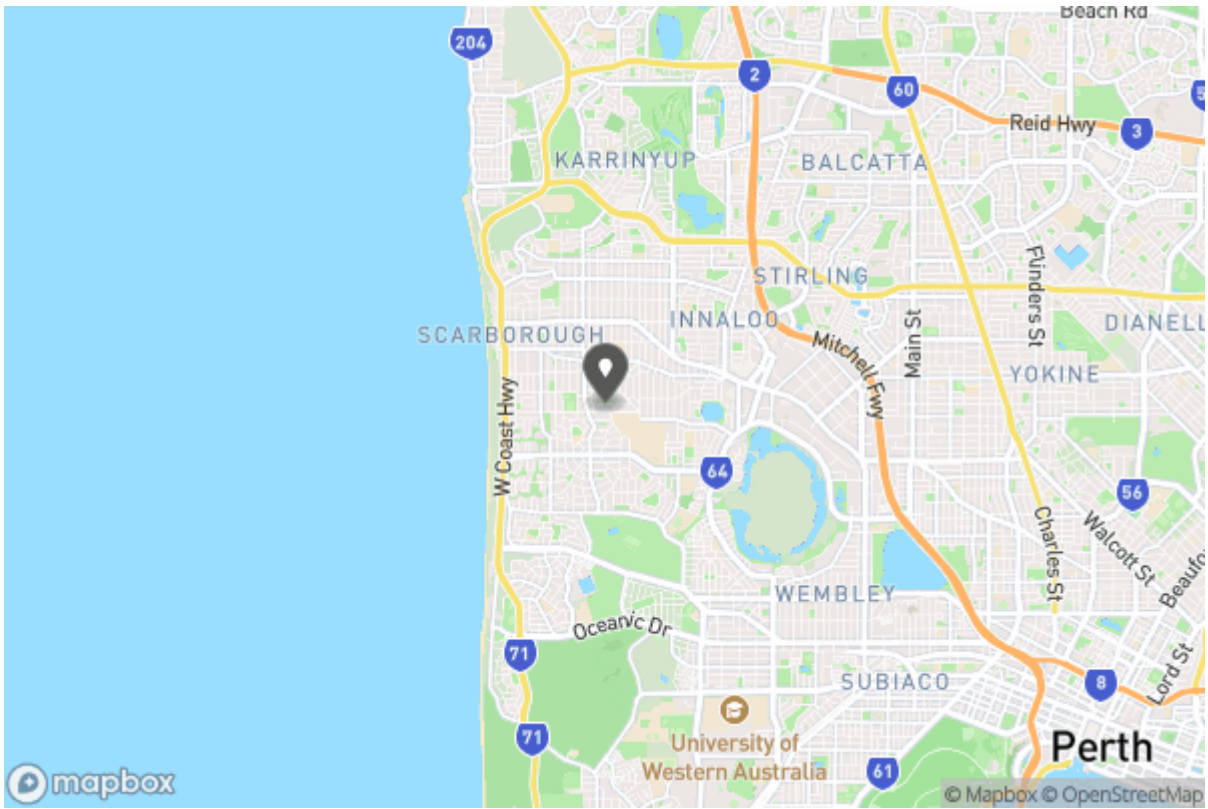 Beach Rd
204
2
60
5
Reid Hwy
3
KARRINYUP
BALCATTA
STIRLING
Flinders St
INNALOO
SCARBOROUGH
Main St
DIANELL
Mitchell Fwy
YOKINE
W Coast Hwy
64
56
Charles St
Walcott St
Beaufo
WEMBLEY
Oceanic Dr
71
Lord St
8
SUBIACO
71
University of
Western Australia
61
Perth
mapbox
© Mapbox © OpenStreetMap